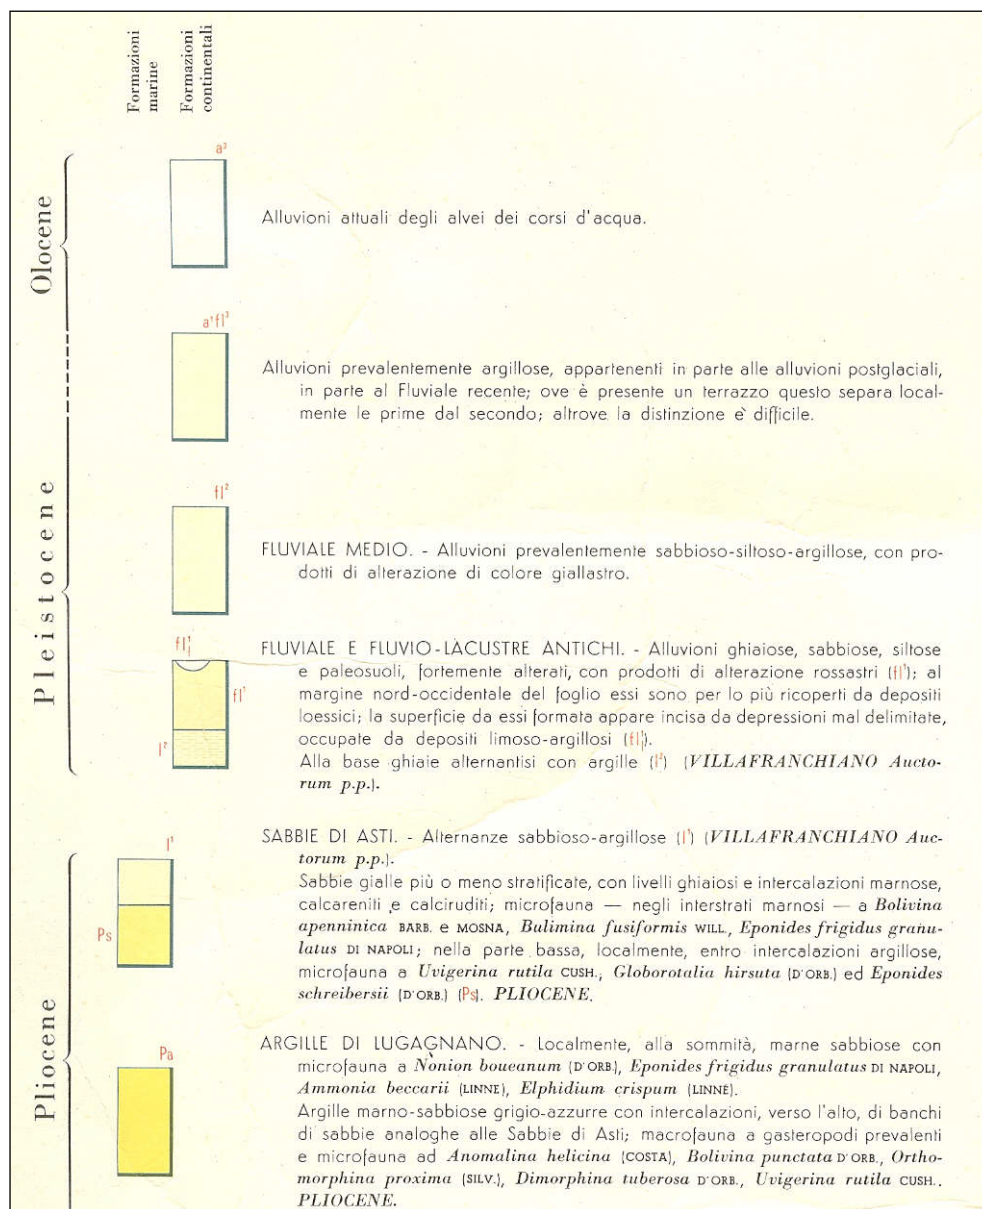 Formazioni
marine
Formazioni
continentali
Olocene
Pleistocene
Pliocene
a²
Alluvioni attuali degli alvei dei corsi d'acqua.
a¹fl³
Alluvioni prevalentemente argillose, appartenenti in parte alle alluvioni postglaciali,
in parte al Fluviale recente; ove è presente un terrazzo questo separa local-
mente le prime dal secondo; altrove la distinzione è difficile.
fl²
FLUVIALE MEDIO. - Alluvioni prevalentemente sabbioso-siltoso-argillose, con pro-
dotti di alterazione di colore giallastro.
fl¹₁
fl¹
l²
FLUVIALE E FLUVIO-LACUSTRE ANTICHI. - Alluvioni ghiaiose, sabbiose, siltose
e paleosuoli, fortemente alterati, con prodotti di alterazione rossastri (fl¹); al
margine nord-occidentale del foglio essi sono per lo più ricoperti da depositi
loessici; la superficie da essi formata appare incisa da depressioni mal delimitate,
occupate da depositi limoso-argillosi (fl¹₁).
Alla base ghiaie alternantisi con argille (l²) (VILLAFRANCHIANO Aucto-
rum p.p.).
l¹
Ps
SABBIE DI ASTI. - Alternanze sabbioso-argillose (l¹) (VILLAFRANCHIANO Auc-
torum p.p.).
Sabbie gialle più o meno stratificate, con livelli ghiaiosi e intercalazioni marnose,
calcareniti e calciruditi; microfauna — negli interstrati marnosi — a Bolivina
apenninica BARB. e MOSNA, Bulimina fusiformis WILL., Eponides frigidus granu-
latus DI NAPOLI; nella parte bassa, localmente, entro intercalazioni argillose,
microfauna a Uvigerina rutila CUSH., Globorotalia hirsuta (D'ORB.) ed Eponides
schreibersii (D'ORB.) (Ps). PLIOCENE.
Pa
ARGILLE DI LUGAGNANO. - Localmente, alla sommità, marne sabbiose con
microfauna a Nonion boueanum (D'ORB.), Eponides frigidus granulatus DI NAPOLI,
Ammonia beccarii (LINNE), Elphidium crispum (LINNÉ).
Argille marno-sabbiose grigio-azzurre con intercalazioni, verso l'alto, di banchi
di sabbie analoghe alle Sabbie di Asti; macrofauna a gasteropodi prevalenti
e microfauna ad Anomalina helicina (COSTA), Bolivina punctata D'ORB., Ortho-
morphina proxima (SILV.), Dimorphina tuberosa D'ORB., Uvigerina rutila CUSH..
PLIOCENE.